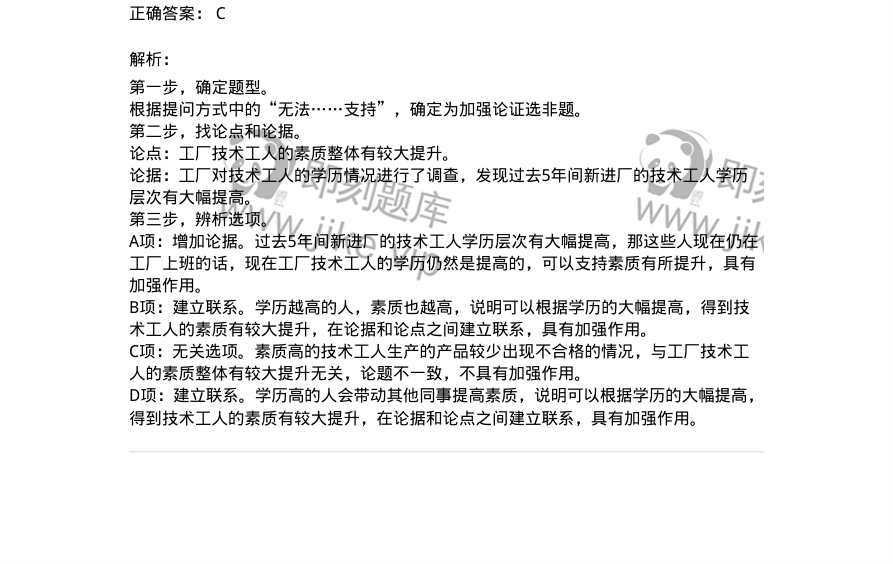 正确答案： C
解析：
第一步，确定题型。
根据提问方式中的“无法……支持”，确定为加强论证选非题。
第二步，找论点和论据。
论点：工厂技术工人的素质整体有较大提升。
论据：工厂对技术工人的学历情况进行了调查，发现过去5年间新进厂的技术工人学历
层次有大幅提高。
第三步，辨析选项。
A项：增加论据。过去5年间新进厂的技术工人学历层次有大幅提高，那这些人现在仍在
工厂上班的话，现在工厂技术工人的学历仍然是提高的，可以支持素质有所提升，具有
加强作用。
B项：建立联系。学历越高的人，素质也越高，说明可以根据学历的大幅提高，得到技
术工人的素质有较大提升，在论据和论点之间建立联系，具有加强作用。
C项：无关选项。素质高的技术工人生产的产品较少出现不合格的情况，与工厂技术工
人的素质整体有较大提升无关，论题不一致，不具有加强作用。
D项：建立联系。学历高的人会带动其他同事提高素质，说明可以根据学历的大幅提高，
得到技术工人的素质有较大提升，在论据和论点之间建立联系，具有加强作用。
即刻题库
www.jike.vip
即刻
www.jik